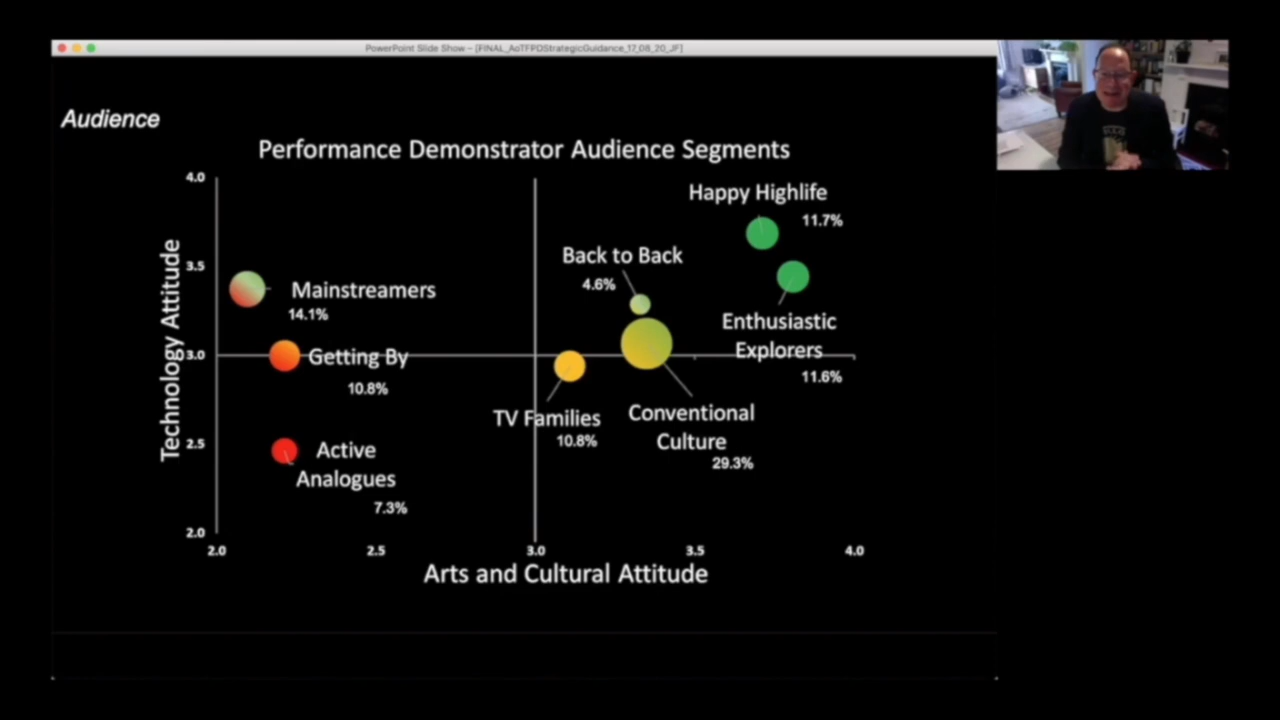 PowerPoint Slide Show - [FINAL_AoTFPDStrategicGuidance_17_08_20_JF]
Audience
Performance Demonstrator Audience Segments
4.0
Happy Highlife
11.7%
Back to Back
4.6%
3.5
Mainstreamers
14.1%
Enthusiastic
Explorers
11.6%
Technology Attitude
3.0
Getting By
10.8%
TV Families
10.8%
Conventional
Culture
29.3%
2.5
Active
Analogues
7.3%
2.0
2.0
2.5
3.0
3.5
4.0
Arts and Cultural Attitude